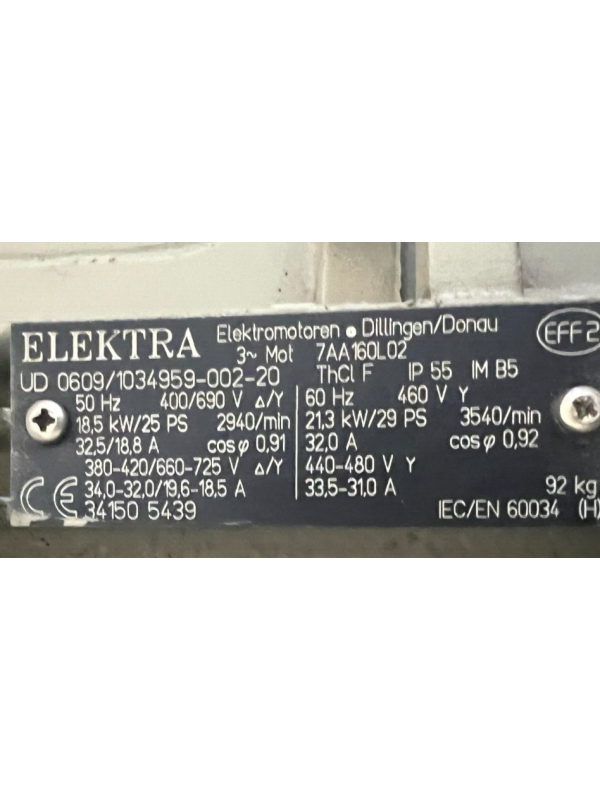 ELEKTRA Elektromotoren • Dillingen/Donau EFF2
3~ Mot 7AA160L02
UD 0609/1034959-002-20 ThCl F IP 55 IM B5
50 Hz 400/690 V Δ/Y 60 Hz 460 V Y
18,5 kW/25 PS 2940/min 21,3 kW/29 PS 3540/min
32,5/18,8 A cosφ 0,91 32,0 A cosφ 0,92
380-420/660-725 V Δ/Y 440-480 V Y
CE 34,0-32,0/19,6-18,5 A 33,5-31,0 A 92 kg
34150 5439 IEC/EN 60034 (H)